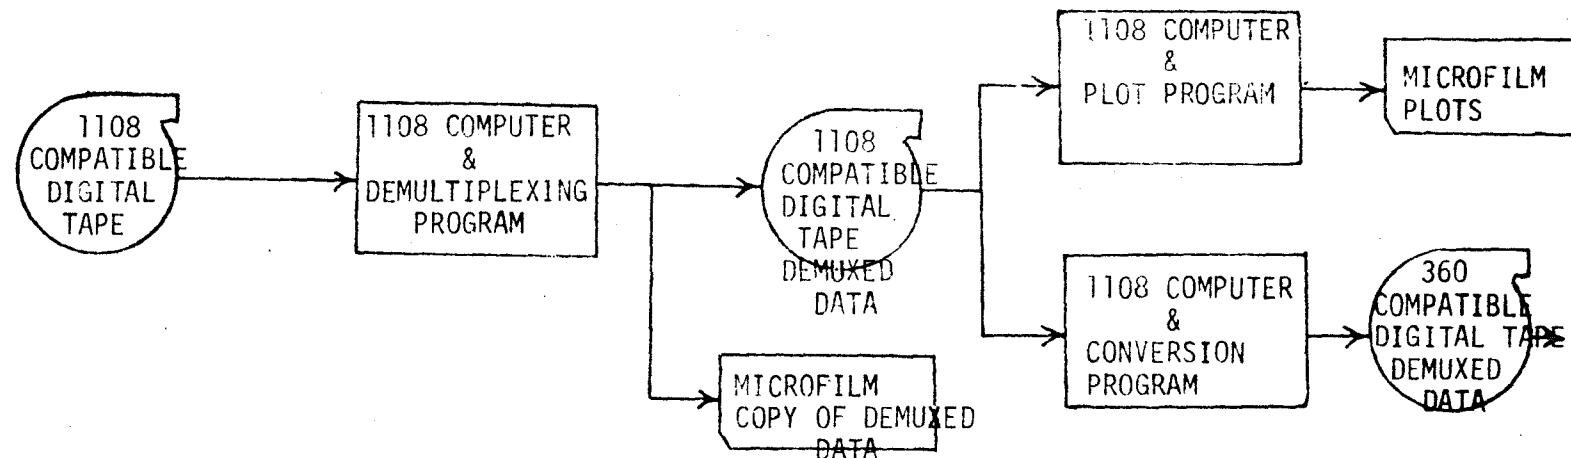 1108
COMPATIBLE
DIGITAL
TAPE
1108 COMPUTER
&
DEMULTIPLEXING
PROGRAM
1108
COMPATIBLE
DIGITAL
TAPE
DEMUXED
DATA
MICROFILM
COPY OF DEMUXED
DATA
1108 COMPUTER
&
PLOT PROGRAM
MICROFILM
PLOTS
1108 COMPUTER
&
CONVERSION
PROGRAM
360
COMPATIBLE
DIGITAL TAPE
DEMUXED
DATA